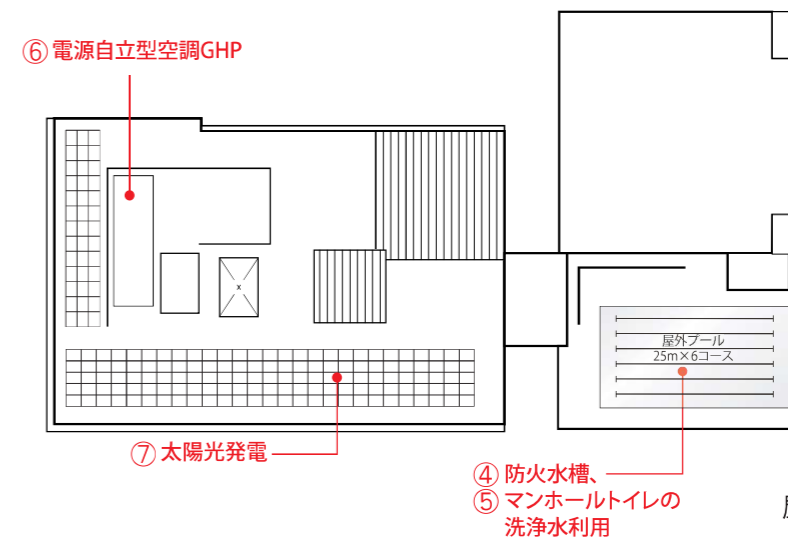 ⑥ 電源自立型空調GHP
x
屋外プール
25m×6コース
⑦ 太陽光発電
④ 防火水槽、
⑤ マンホールトイレの
洗浄水利用